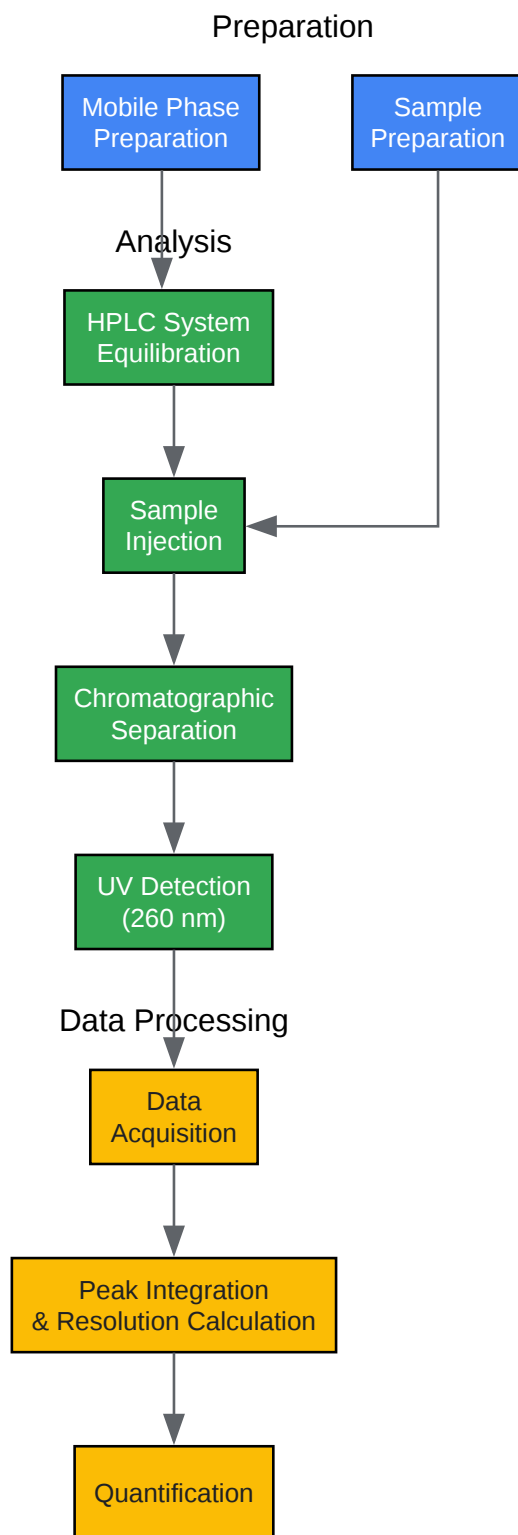 Preparation
Mobile Phase
Preparation
Sample
Preparation
Analysis
HPLC System
Equilibration
Sample
Injection
Chromatographic
Separation
UV Detection
(260 nm)
Data Processing
Data
Acquisition
Peak Integration
& Resolution Calculation
Quantification